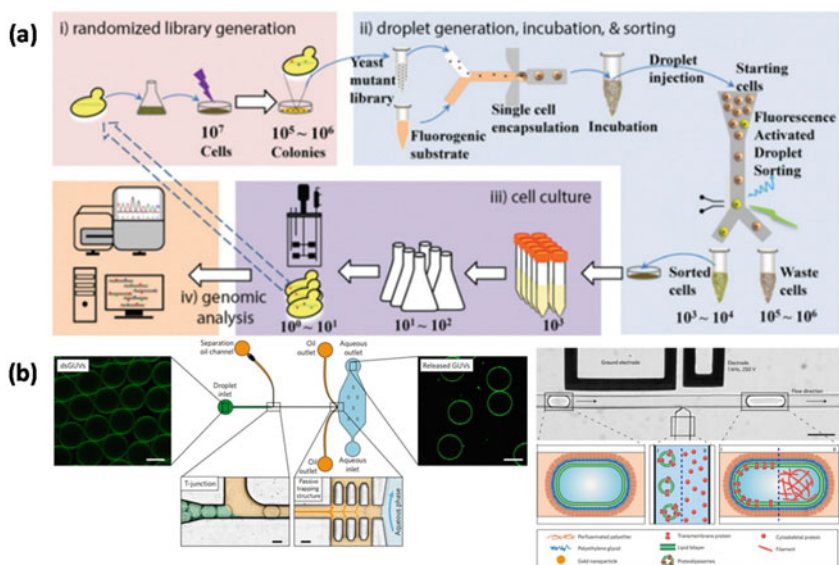 (a)
i) randomized library generation
10⁷
Cells
10⁵~ 10⁶
Colonies
ii) droplet generation, incubation, & sorting
Yeast
mutant
library
Fluorogenic
substrate
Single cell
encapsulation
Incubation
Droplet
injection
Starting
cells
Fluorescence
Activated
Droplet
Sorting
Sorted
cells
10³ ~ 10⁴
Waste
cells
10⁵ ~ 10⁶
iii) cell culture
10³
10¹ ~ 10²
10⁰ ~ 10¹
iv) genomic
analysis
(b)
dsGUVs
Separation
oil channel
Droplet
inlet
Oil
outlet
Aqueous
outlet
Oil
outlet
Aqueous
inlet
T-junction
Passive
trapping
structure
Aqueous phase
Released GUVs
Ground electrode
Electrode
1 kHz, 250 V
Flow direction
Perfluorinated polyether
Polyethylene glycol
Gold nanoparticle
Transmembrane protein
Lipid bilayer
Proteoliposomes
Cytoskeletal protein
Filament